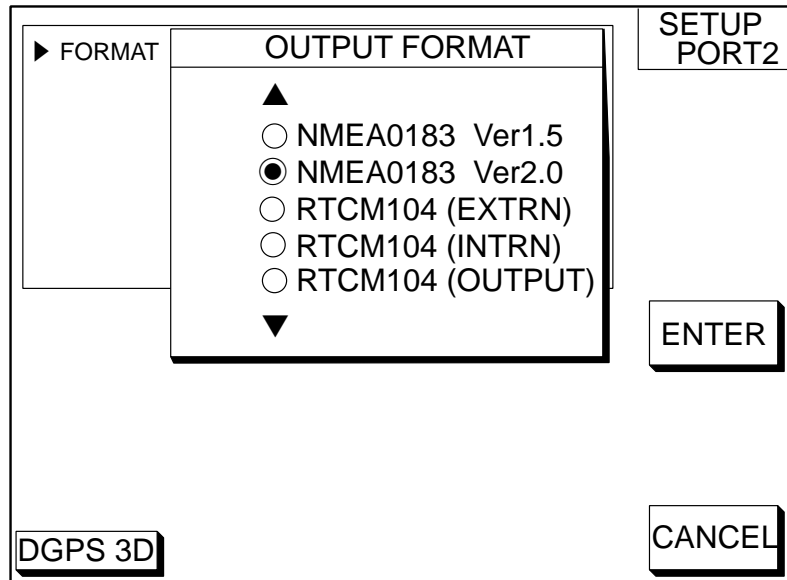 SETUP
PORT2
▶ FORMAT
OUTPUT FORMAT
▲
○ NMEA0183 Ver1.5
◉ NMEA0183 Ver2.0
○ RTCM104 (EXTRN)
○ RTCM104 (INTRN)
○ RTCM104 (OUTPUT)
▼
ENTER
DGPS 3D
CANCEL